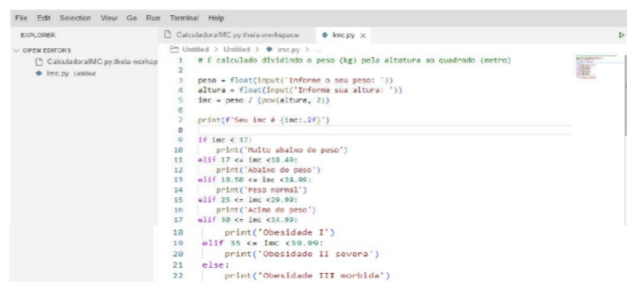 File Edit Selection View Go Run Terminal Help
EXPLORER
CalculadoraIMC.py.theia-workspace
imc.py ×
OPEN EDITORS
CalculadoraIMC.py.theia-worksp
imc.py Untitled
Untitled > Untitled > imc.py > ...
1 # É calculado dividindo o peso (kg) pela altatura ao quadrado (metro)
2
3 peso = float(input('Informe o seu peso: '))
4 altura = float(input('Informe sua altura: '))
5 imc = peso / (pow(altura, 2))
6
7 print(f'Seu imc é {imc:.2f}')
8
9 if imc < 17:
10 print('Muito abaixo do peso')
11 elif 17 <= imc <18.49:
12 print('Abaixo do peso')
13 elif 18.50 <= imc <24.99:
14 print('Peso normal')
15 elif 25 <= imc <29.99:
16 print('Acima do peso')
17 elif 30 <= imc <34.99:
18 print('Obesidade I')
19 elif 35 <= imc <39.99:
20 print('Obesidade II severa')
21 else:
22 print('Obesidade III morbida')